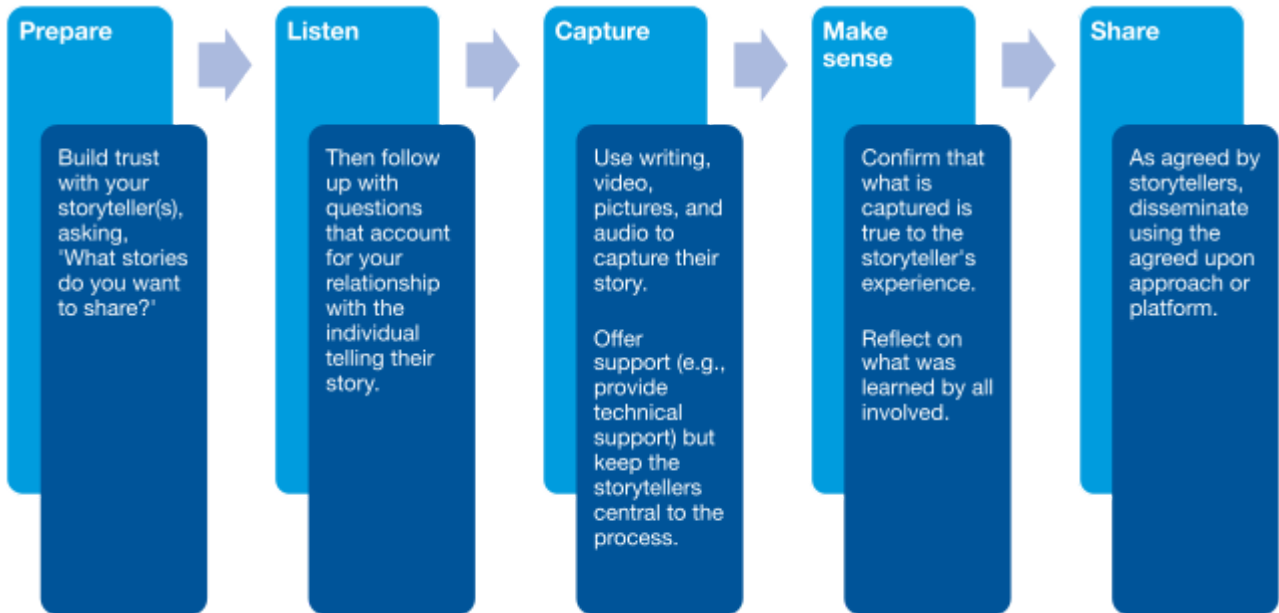 Prepare
Build trust
with your
storyteller(s),
asking,
'What stories
do you want
to share?'
Listen
Then follow
up with
questions
that account
for your
relationship
with the
individual
telling their
story.
Capture
Use writing,
video,
pictures, and
audio to
capture their
story.
Offer
support (e.g.,
provide
technical
support) but
keep the
storytellers
central to the
process.
Make
sense
Confirm that
what is
captured is
true to the
storyteller's
experience.
Reflect on
what was
learned by all
involved.
Share
As agreed by
storytellers,
disseminate
using the
agreed upon
approach or
platform.